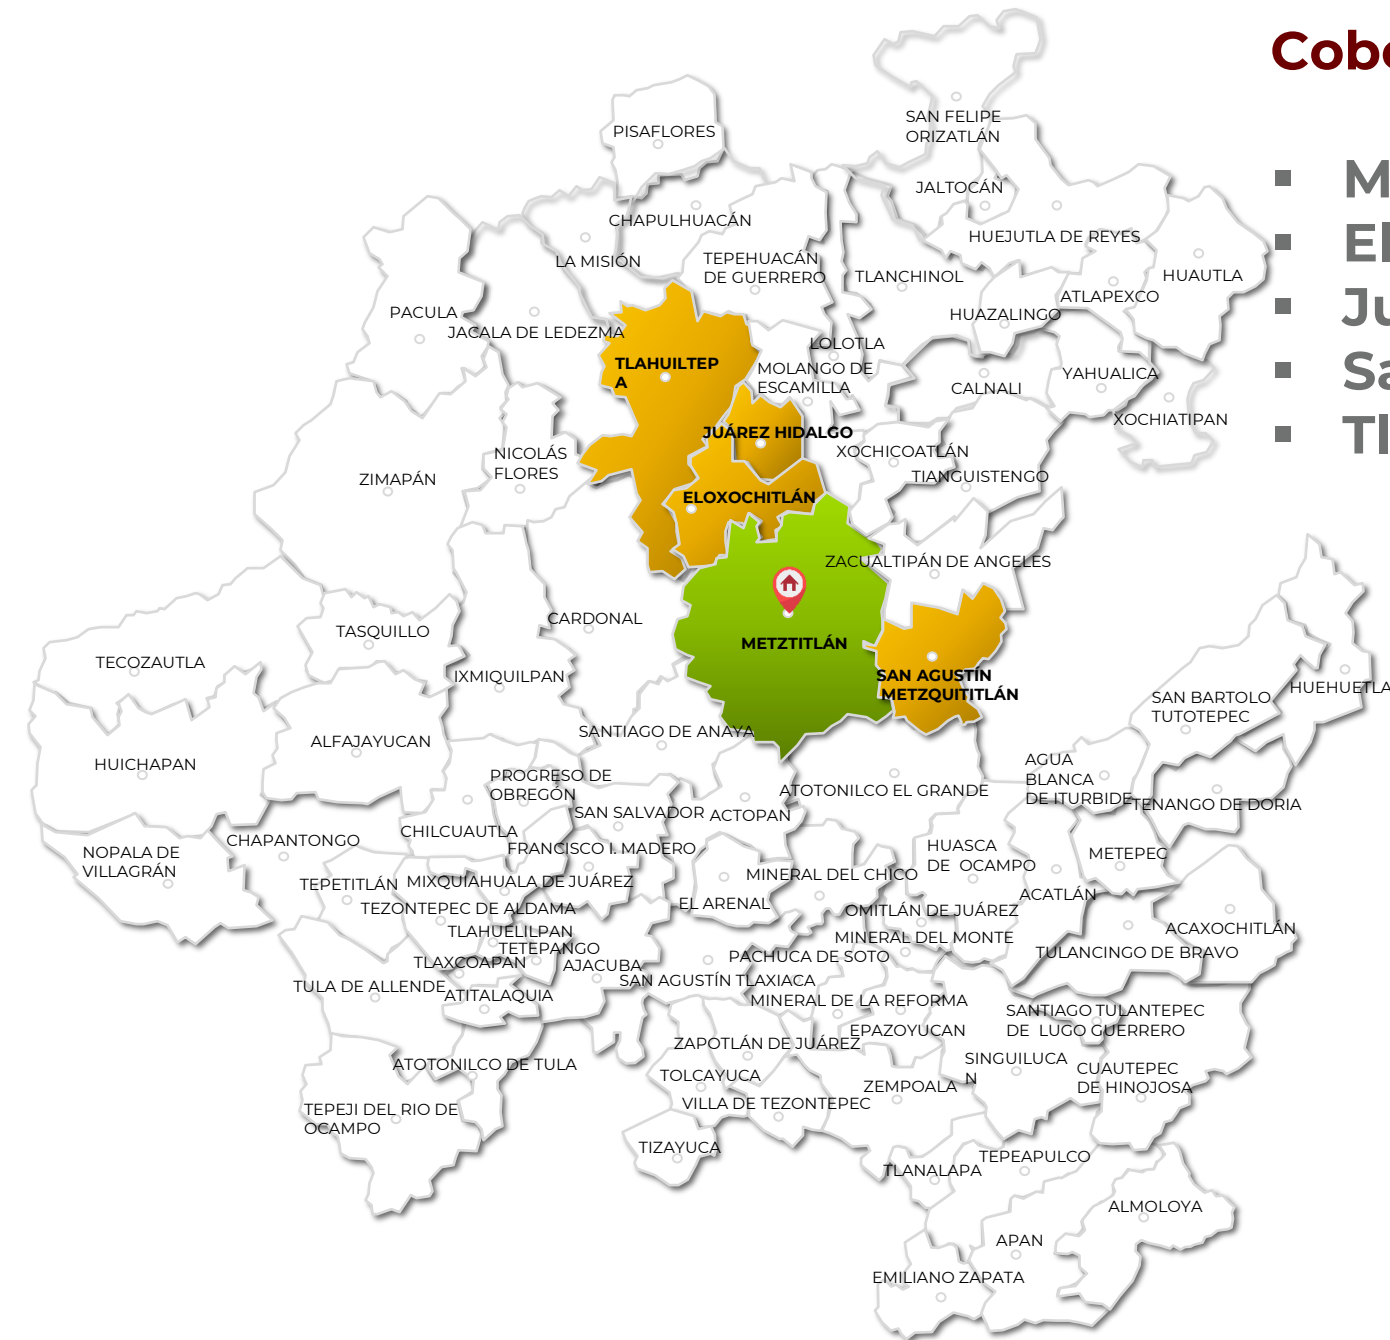 Cob
M
El
Ju
Sa
Tl
SAN FELIPE
ORIZATLÁN
PISAFLORES
JALTOCÁN
CHAPULHUACÁN
HUEJUTLA DE REYES
LA MISIÓN
TEPEHUACÁN
DE GUERRERO
TLANCHINOL
HUAUTLA
ATLAPEXCO
PACULA
HUAZALINGO
JACALA DE LEDEZMA
LOLOTLA
TLAHUILTEP
A
MOLANGO DE
ESCAMILLA
CALNALI
YAHUALICA
XOCHIATIPAN
JUÁREZ HIDALGO
XOCHICOATLÁN
NICOLÁS
FLORES
ZIMAPÁN
TIANGUISTENGO
ELOXOCHITLÁN
ZACUALTIPÁN DE ANGELES
CARDONAL
TASQUILLO
METZTITLÁN
TECOZAUTLA
IXMIQUILPAN
SAN AGUSTÍN
METZQUITITLÁN
HUEHUETLA
SAN BARTOLO
TUTOTEPEC
SANTIAGO DE ANAYA
ALFAJAYUCAN
HUICHAPAN
AGUA
BLANCA
DE ITURBIDE
PROGRESO DE
OBREGÓN
ATOTONILCO EL GRANDE
TENANGO DE DORIA
SAN SALVADOR
ACTOPAN
CHILCUAUTLA
CHAPANTONGO
FRANCISCO I. MADERO
HUASCA
DE OCAMPO
METEPEC
NOPALA DE
VILLAGRÁN
MINERAL DEL CHICO
TEPETITLÁN
MIXQUIAHUALA DE JUÁREZ
ACATLÁN
EL ARENAL
TEZONTEPEC DE ALDAMA
OMITLÁN DE JUÁREZ
ACAXOCHITLÁN
TLAHUELILPAN
MINERAL DEL MONTE
TETEPANGO
TULANCINGO DE BRAVO
PACHUCA DE SOTO
TLAXCOAPAN
AJACUBA
SAN AGUSTÍN TLAXIACA
TULA DE ALLENDE
ATITALAQUIA
MINERAL DE LA REFORMA
SANTIAGO TULANTEPEC
DE LUGO GUERRERO
EPAZOYUCAN
ZAPOTLÁN DE JUÁREZ
SINGUILUCA
N
ATOTONILCO DE TULA
CUAUTEPEC
DE HINOJOSA
TOLCAYUCA
ZEMPOALA
VILLA DE TEZONTEPEC
TEPEJI DEL RIO DE
OCAMPO
TIZAYUCA
TEPEAPULCO
TLANALAPA
ALMOLOYA
APAN
EMILIANO ZAPATA